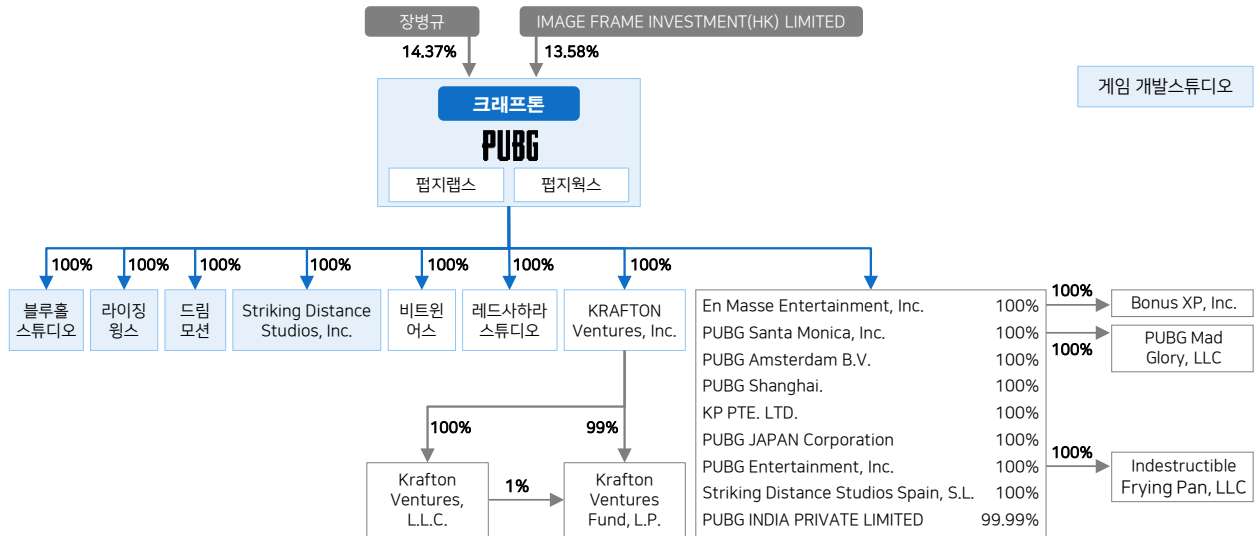 장병규
IMAGE FRAME INVESTMENT(HK) LIMITED
14.37%
13.58%
게임 개발스튜디오
크래프톤
PUBG
펍지랩스
펍지웍스
100%
100%
100%
100%
100%
100%
100%
블루홀
스튜디오
라이징
윙스
드림
모션
Striking Distance
Studios, Inc.
비트윈
어스
레드사하라
스튜디오
KRAFTON
Ventures, Inc.
En Masse Entertainment, Inc. 100%
PUBG Santa Monica, Inc. 100%
PUBG Amsterdam B.V. 100%
PUBG Shanghai. 100%
KP PTE. LTD. 100%
PUBG JAPAN Corporation 100%
PUBG Entertainment, Inc. 100%
Striking Distance Studios Spain, S.L. 100%
PUBG INDIA PRIVATE LIMITED 99.99%
100%
Bonus XP, Inc.
100%
PUBG Mad
Glory, LLC
100%
Indestructible
Frying Pan, LLC
100%
99%
Krafton
Ventures,
L.L.C.
1%
Krafton
Ventures
Fund, L.P.